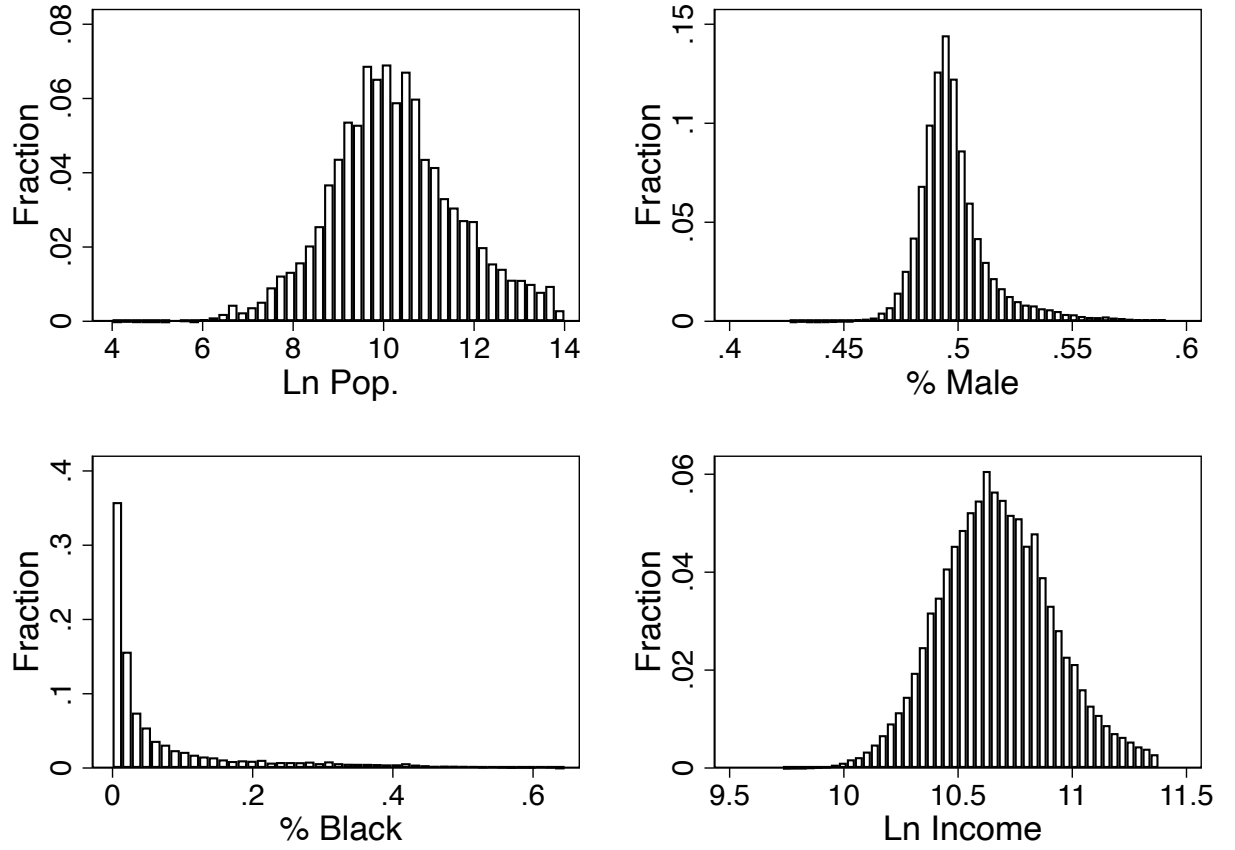 Fraction
0 .02 .04 .06 .08
4 6 8 10 12 14
Ln Pop.
Fraction
0 .05 .1 .15
.4 .45 .5 .55 .6
% Male
Fraction
0 .1 .2 .3 .4
0 .2 .4 .6
% Black
Fraction
0 .02 .04 .06
9.5 10 10.5 11 11.5
Ln Income